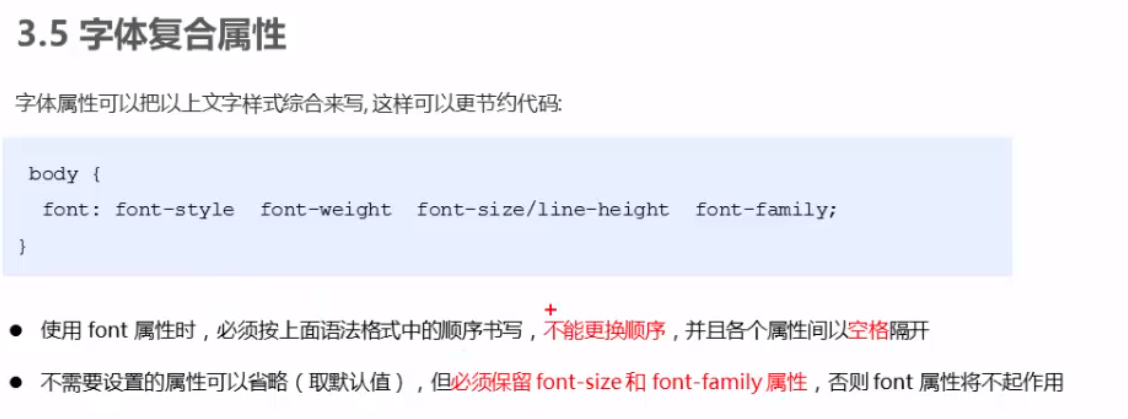 3.5 字体复合属性
字体属性可以把以上文字样式综合来写, 这样可以更节约代码:
body {
font: font-style font-weight font-size/line-height font-family;
}
● 使用 font 属性时，必须按上面语法格式中的顺序书写，不能更换顺序，并且各个属性间以空格隔开
● 不需要设置的属性可以省略（取默认值），但必须保留 font-size 和 font-family 属性，否则 font 属性将不起作用